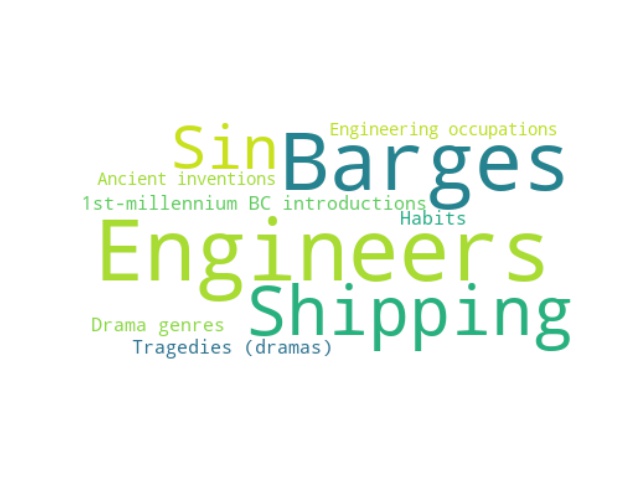 Engineering occupations
Sin
Barges
Ancient inventions
1st-millennium BC introductions
Habits
Engineers
Shipping
Drama genres
Tragedies (dramas)